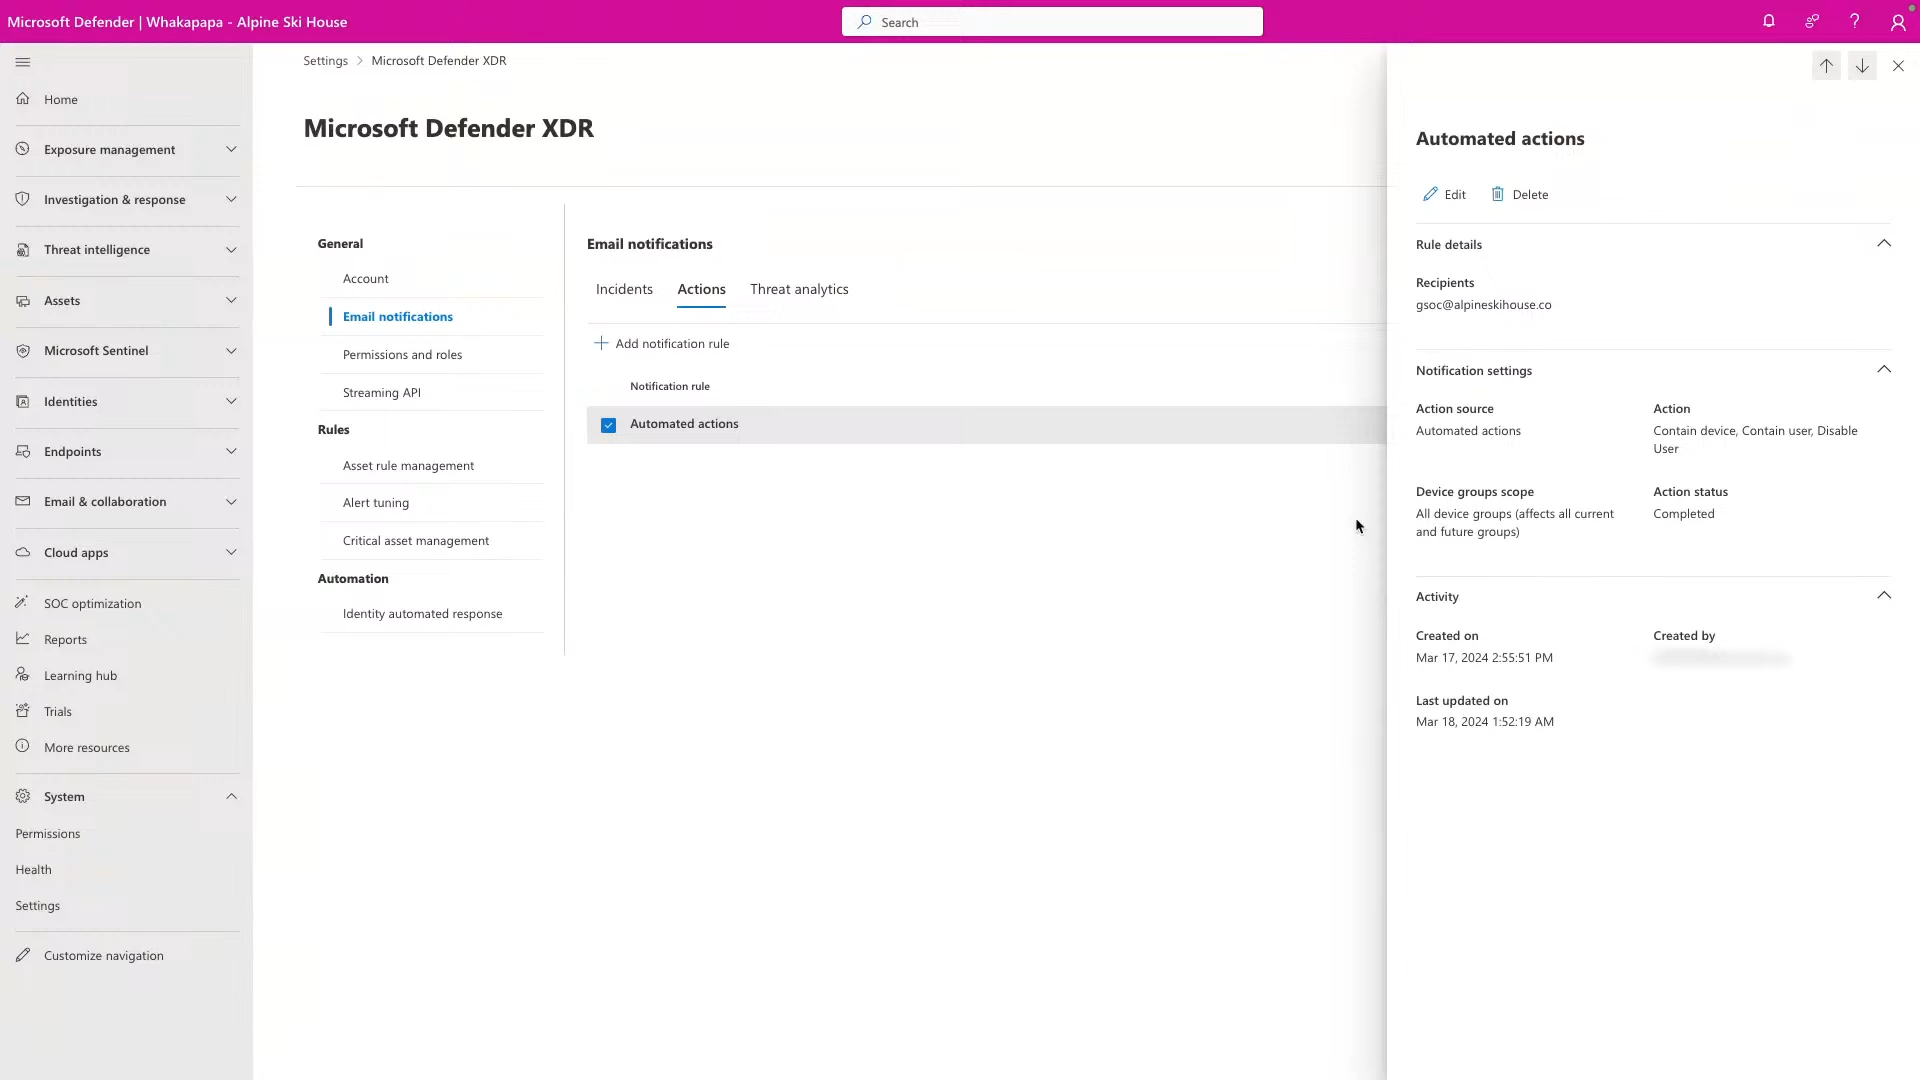 Microsoft Defender | Whakapapa - Alpine Ski House
Search
Home
Exposure management
Investigation & response
Threat intelligence
Assets
Microsoft Sentinel
Identities
Endpoints
Email & collaboration
Cloud apps
SOC optimization
Reports
Learning hub
Trials
More resources
System
Permissions
Health
Settings
Customize navigation
Settings > Microsoft Defender XDR
Microsoft Defender XDR
General
Account
Email notifications
Permissions and roles
Streaming API
Rules
Asset rule management
Alert tuning
Critical asset management
Automation
Identity automated response
Email notifications
Incidents Actions Threat analytics
Add notification rule
Notification rule
Automated actions
Automated actions
Edit Delete
Rule details
Recipients
gsoc@alpineskihouse.co
Notification settings
Action source
Automated actions
Action
Contain device, Contain user, Disable
User
Device groups scope
All device groups (affects all current
and future groups)
Action status
Completed
Activity
Created on
Mar 17, 2024 2:55:51 PM
Created by
Last updated on
Mar 18, 2024 1:52:19 AM